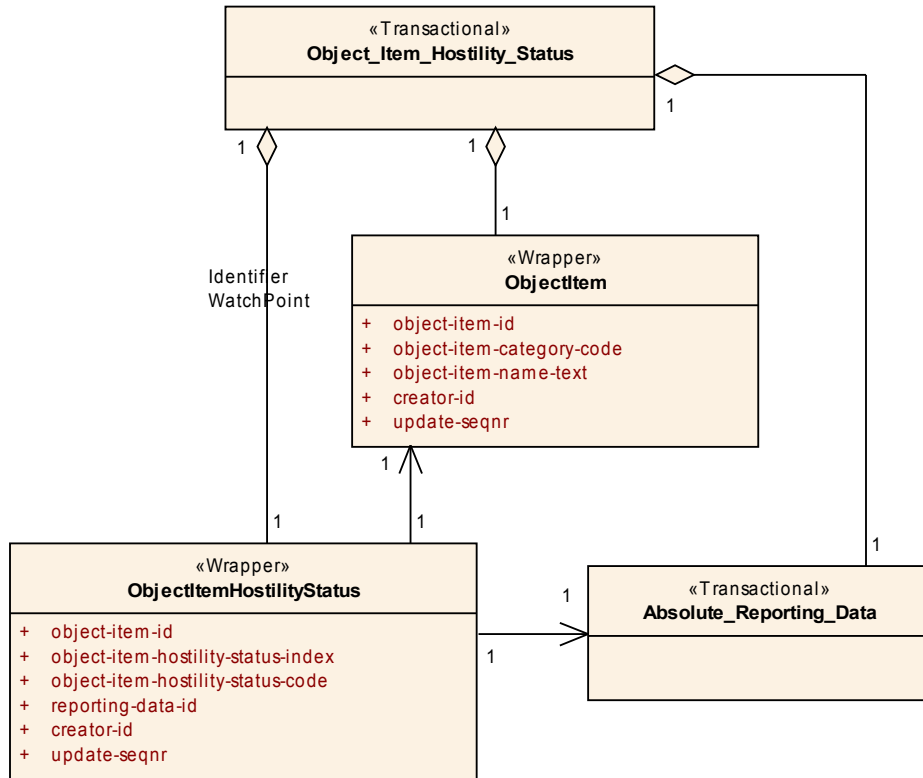 «Transactional»
Object_Item_Hostility_Status
1
1
1
1
Identifier
WatchPoint
«Wrapper»
ObjectItem
+ object-item-id
+ object-item-category-code
+ object-item-name-text
+ creator-id
+ update-seqnr
1
1
1
1
«Wrapper»
ObjectItemHostilityStatus
+ object-item-id
+ object-item-hostility-status-index
+ object-item-hostility-status-code
+ reporting-data-id
+ creator-id
+ update-seqnr
1
1
«Transactional»
Absolute_Reporting_Data